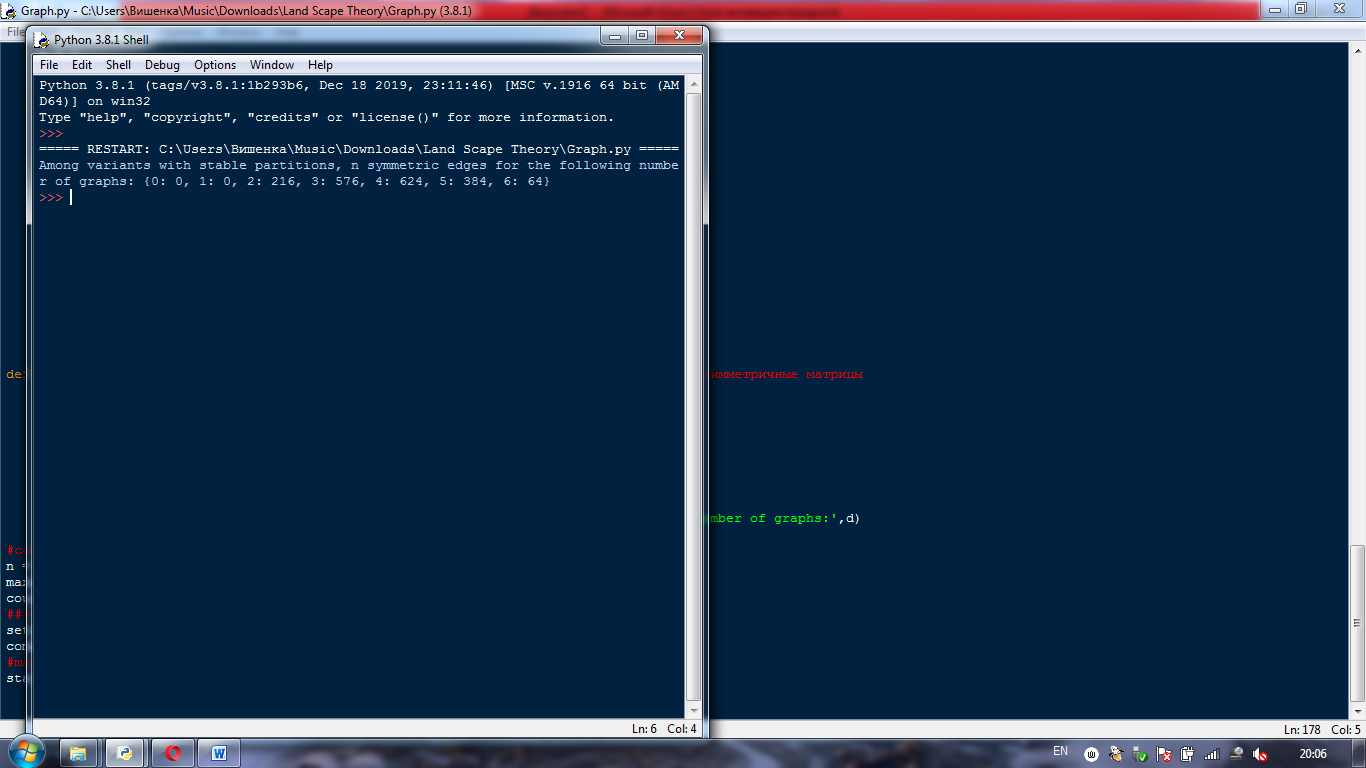 Graph.py - C:\Users\Вишенка\Music\Downloads\Land Scape Theory\Graph.py (3.8.1)
File
Python 3.8.1 Shell
File Edit Shell Debug Options Window Help
Python 3.8.1 (tags/v3.8.1:1b293b6, Dec 18 2019, 23:11:46) [MSC v.1916 64 bit (AM
D64)] on win32
Type "help", "copyright", "credits" or "license()" for more information.
>>>
===== RESTART: C:\Users\Вишенка\Music\Downloads\Land Scape Theory\Graph.py =====
Among variants with stable partitions, n symmetric edges for the following numbe
r of graphs: {0: 0, 1: 0, 2: 216, 3: 576, 4: 624, 5: 384, 6: 64}
>>>
имметричные матрицы
mber of graphs:',d)
n =
Ln: 6 Col: 4
Ln: 178 Col: 5
EN
20:06